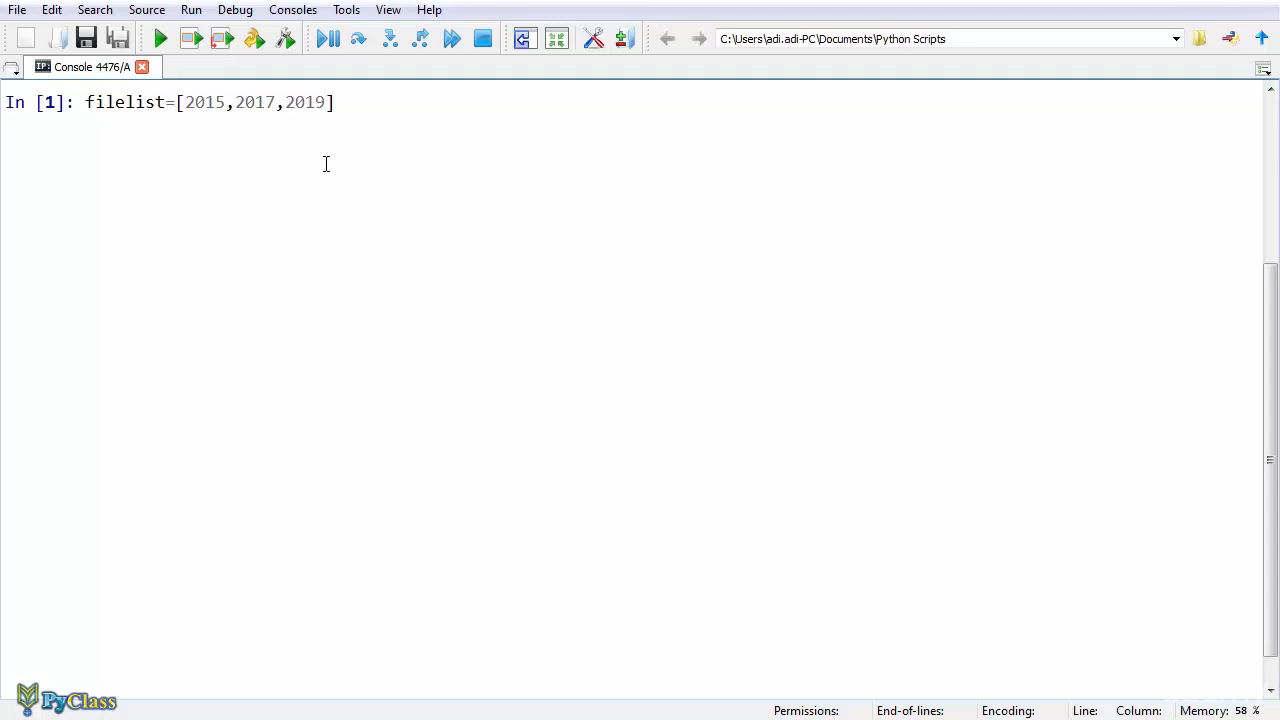 File Edit Search Source Run Debug Consoles Tools View Help
C:\Users\adi.adi-PC\Documents\Python Scripts
IP: Console 4476/A
In [1]: filelist=[2015,2017,2019]
PyClass
Permissions: End-of-lines: Encoding: Line: Column: Memory: 58 %